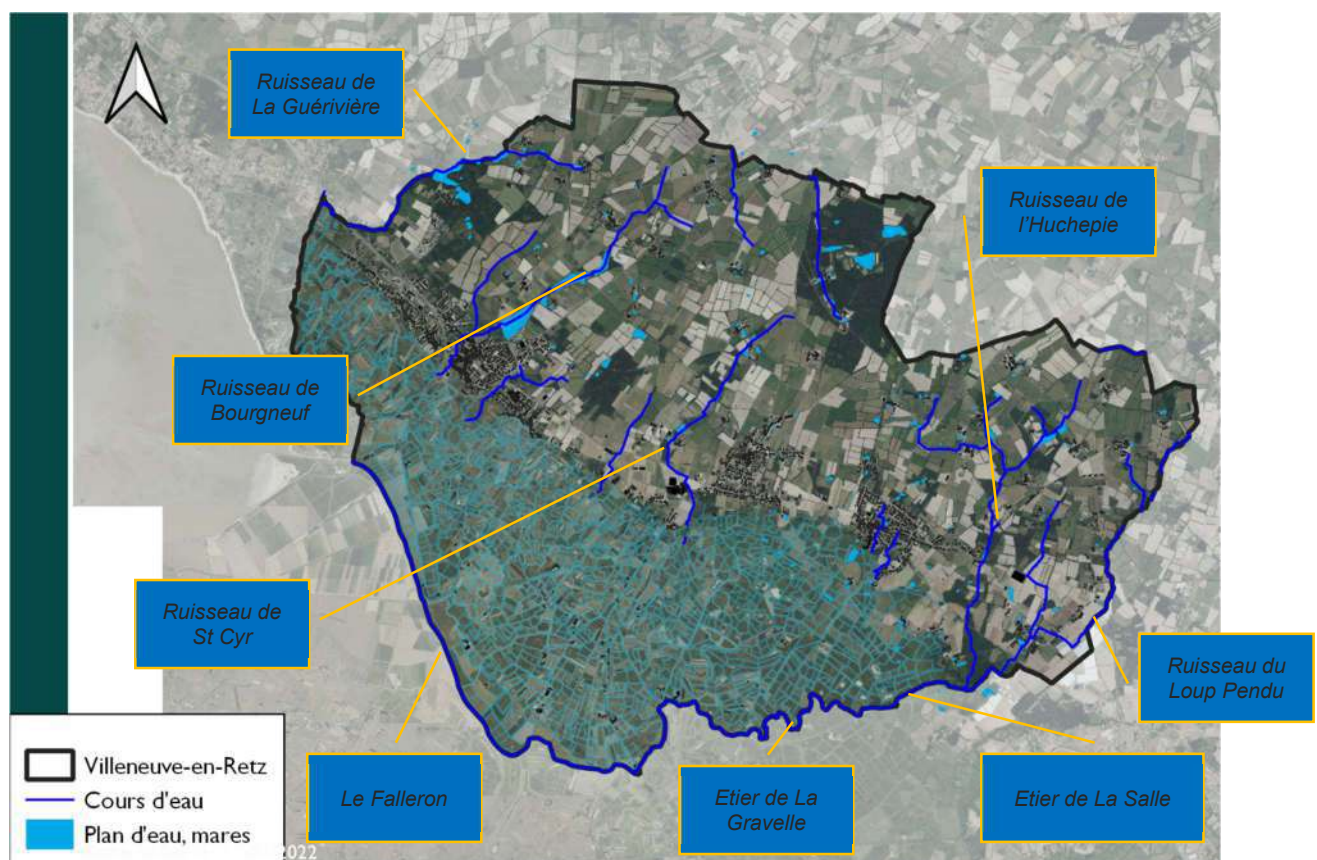 Ruisseau de
La Guérivière
Ruisseau de
l'Huchepie
Ruisseau de
Bourgneuf
Ruisseau de
St Cyr
Ruisseau du
Loup Pendu
Le Falleron
Etier de La
Gravelle
Etier de La Salle
Villeneuve-en-Retz
Cours d'eau
Plan d'eau, mares
2022